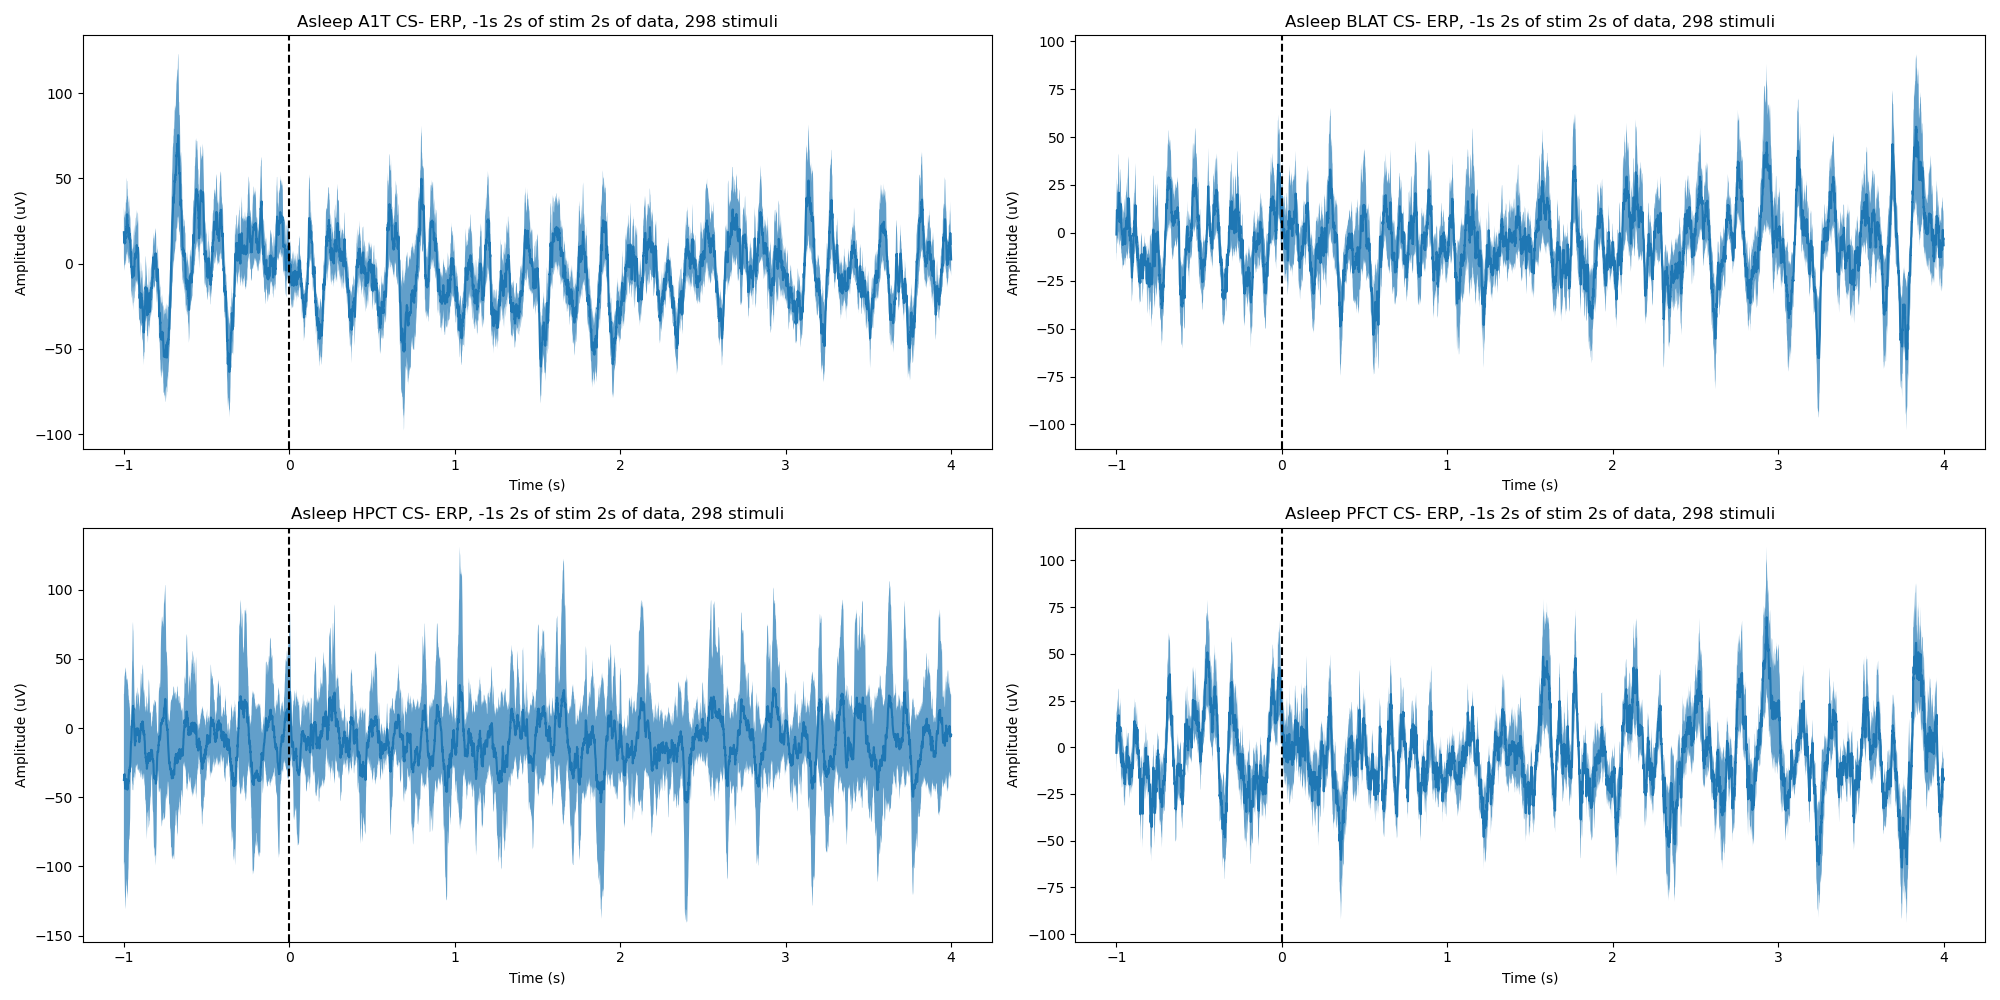 Asleep A1T CS- ERP, -1s 2s of stim 2s of data, 298 stimuli
Amplitude (uV)
100
50
0
−50
−100
−1 0 1 2 3 4
Time (s)
Asleep BLAT CS- ERP, -1s 2s of stim 2s of data, 298 stimuli
Amplitude (uV)
100
75
50
25
0
−25
−50
−75
−100
−1 0 1 2 3 4
Time (s)
Asleep HPCT CS- ERP, -1s 2s of stim 2s of data, 298 stimuli
Amplitude (uV)
100
50
0
−50
−100
−150
−1 0 1 2 3 4
Time (s)
Asleep PFCT CS- ERP, -1s 2s of stim 2s of data, 298 stimuli
Amplitude (uV)
100
75
50
25
0
−25
−50
−75
−100
−1 0 1 2 3 4
Time (s)